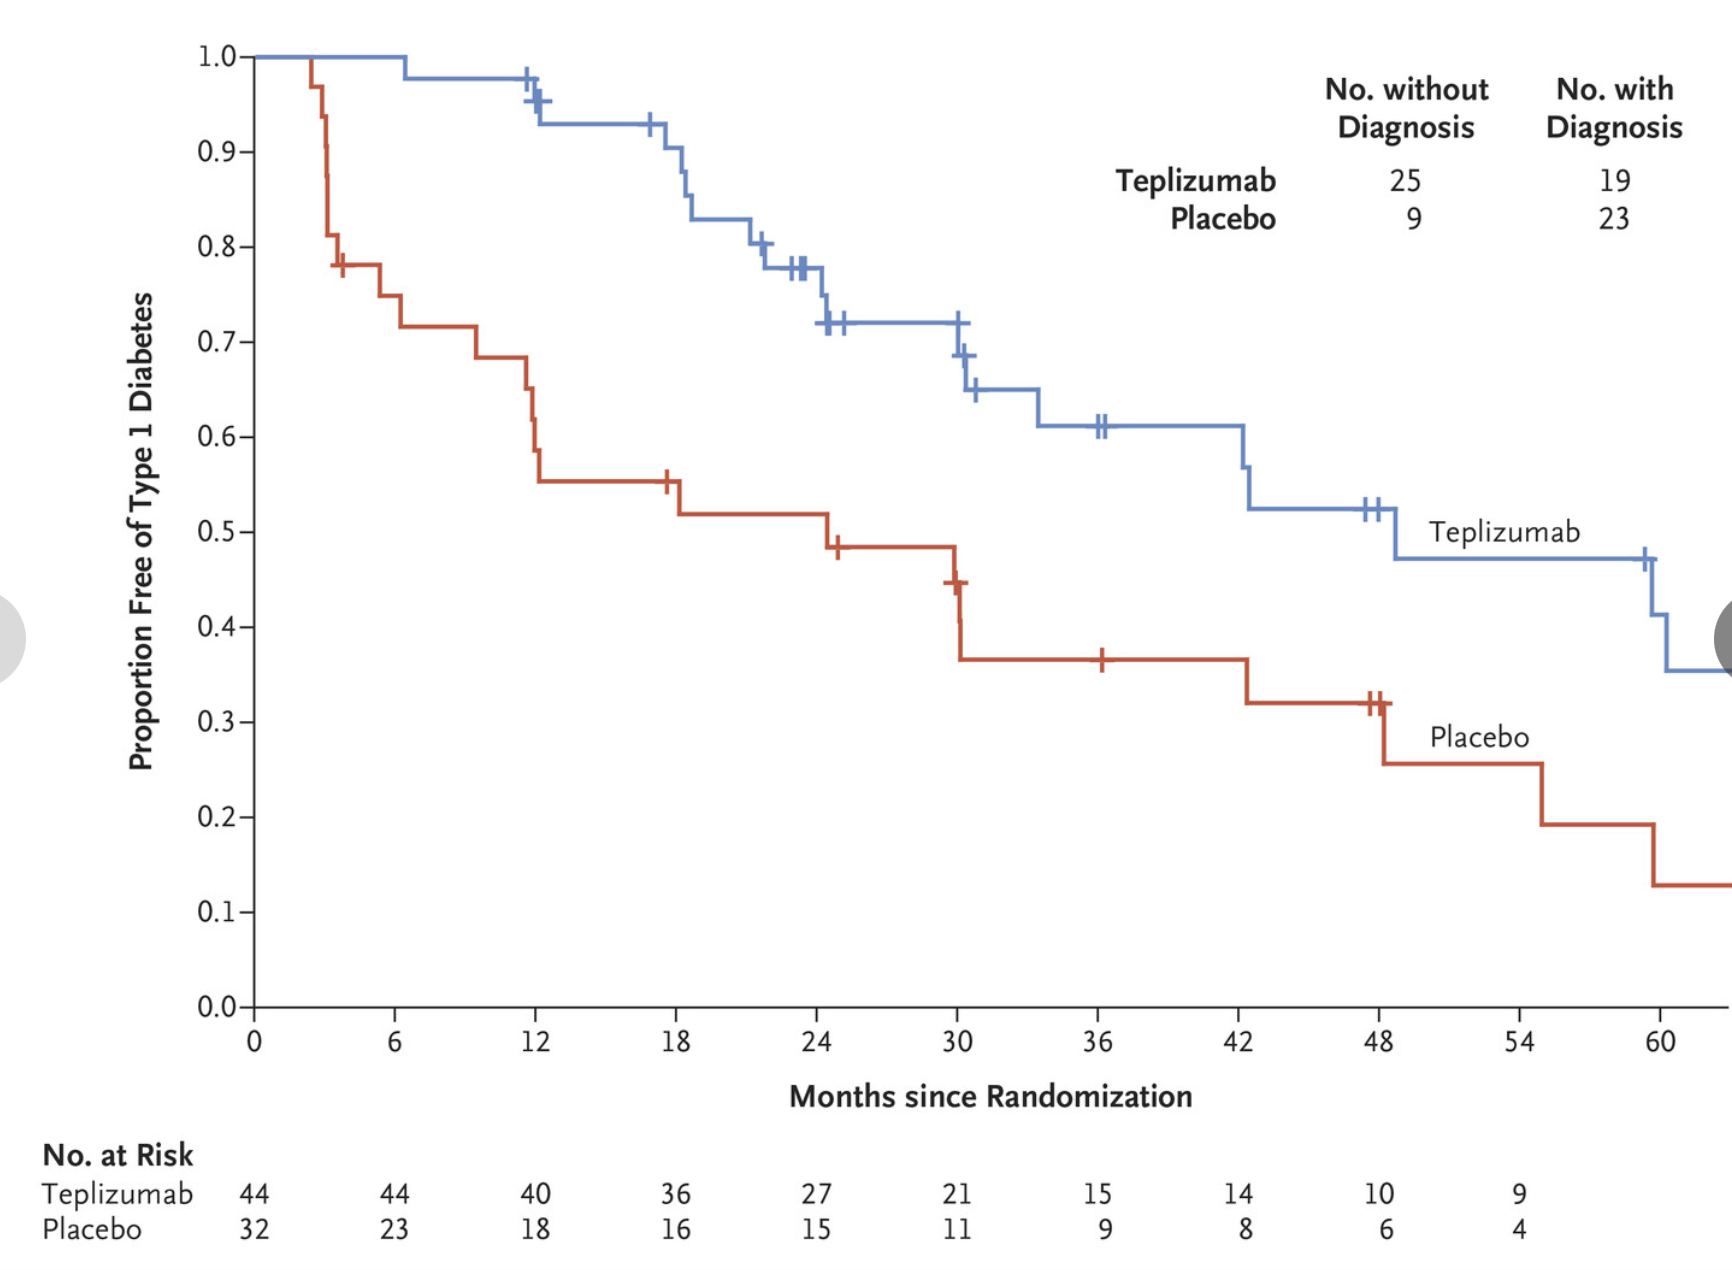 1.0
0.9
0.8
0.7
0.6
0.5
0.4
0.3
0.2
0.1
0.0
Proportion Free of Type 1 Diabetes
No. without Diagnosis No. with Diagnosis
Teplizumab 25 19
Placebo 9 23
Teplizumab
Placebo
0 6 12 18 24 30 36 42 48 54 60
Months since Randomization
No. at Risk
Teplizumab 44 44 40 36 27 21 15 14 10 9
Placebo 32 23 18 16 15 11 9 8 6 4